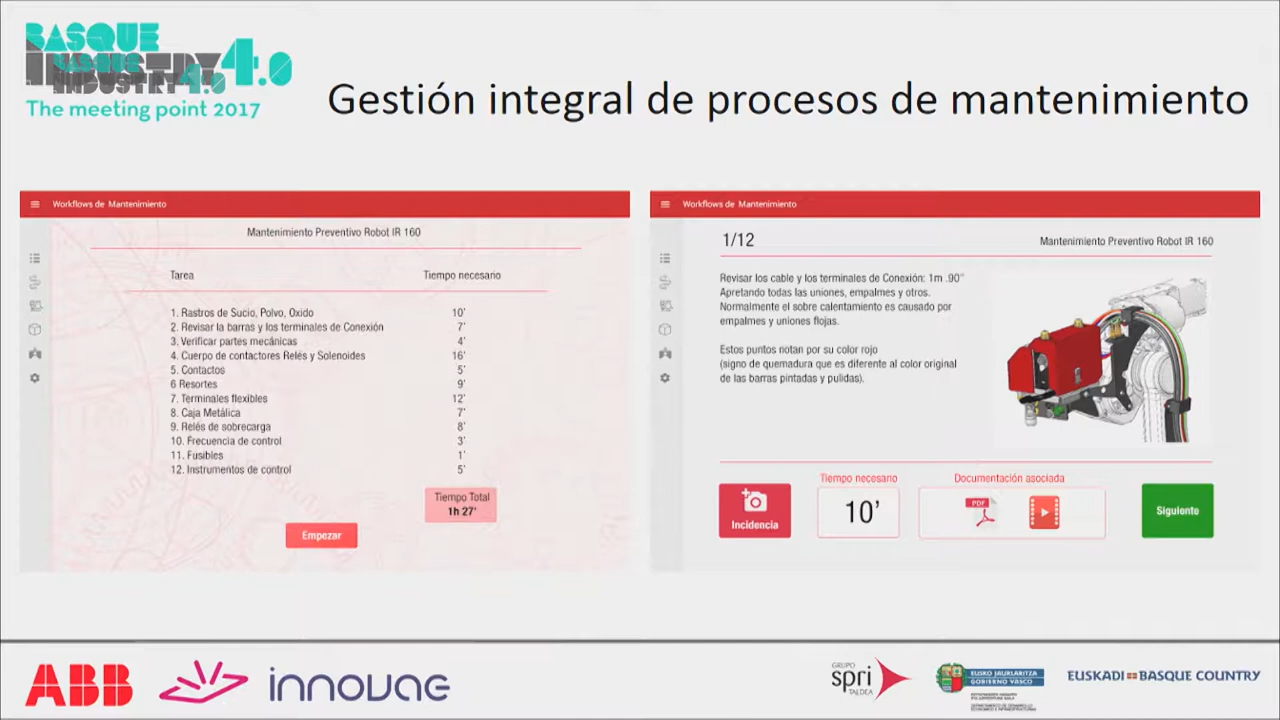 BASQUE
INDUSTRY 4.0
The meeting point 2017
Gestión integral de procesos de mantenimiento
Workflows de Mantenimiento
Mantenimiento Preventivo Robot IR 160
Tarea Tiempo necesario
1. Rastros de Sucio, Polvo, Oxido 10'
2. Revisar la barras y los terminales de Conexión 7'
3. Verificar partes mecánicas 4'
4. Cuerpo de contactores Relés y Solenoides 16'
5. Contactos 5'
6 Resortes 9'
7. Terminales flexibles 12'
8. Caja Metálica 7'
9. Relés de sobrecarga 8'
10. Frecuencia de control 3'
11. Fusibles 1'
12. Instrumentos de control 5'
Tiempo Total
1h 27'
Empezar
Workflows de Mantenimiento
1/12 Mantenimiento Preventivo Robot IR 160
Revisar los cable y los terminales de Conexión: 1m .90"
Apretando todas las uniones, empalmes y otros.
Normalmente el sobre calentamiento es causado por
empalmes y uniones flojas.
Estos puntos notan por su color rojo
(signo de quemadura que es diferente al color original
de las barras pintadas y pulidas).
Incidencia
Tiempo necesario
10'
Documentación asociada
PDF
Siguiente
ABB
innovae
GRUPO
spri
TALDEA
EUSKO JAURLARITZA
GOBIERNO VASCO
EUSKADI BASQUE COUNTRY